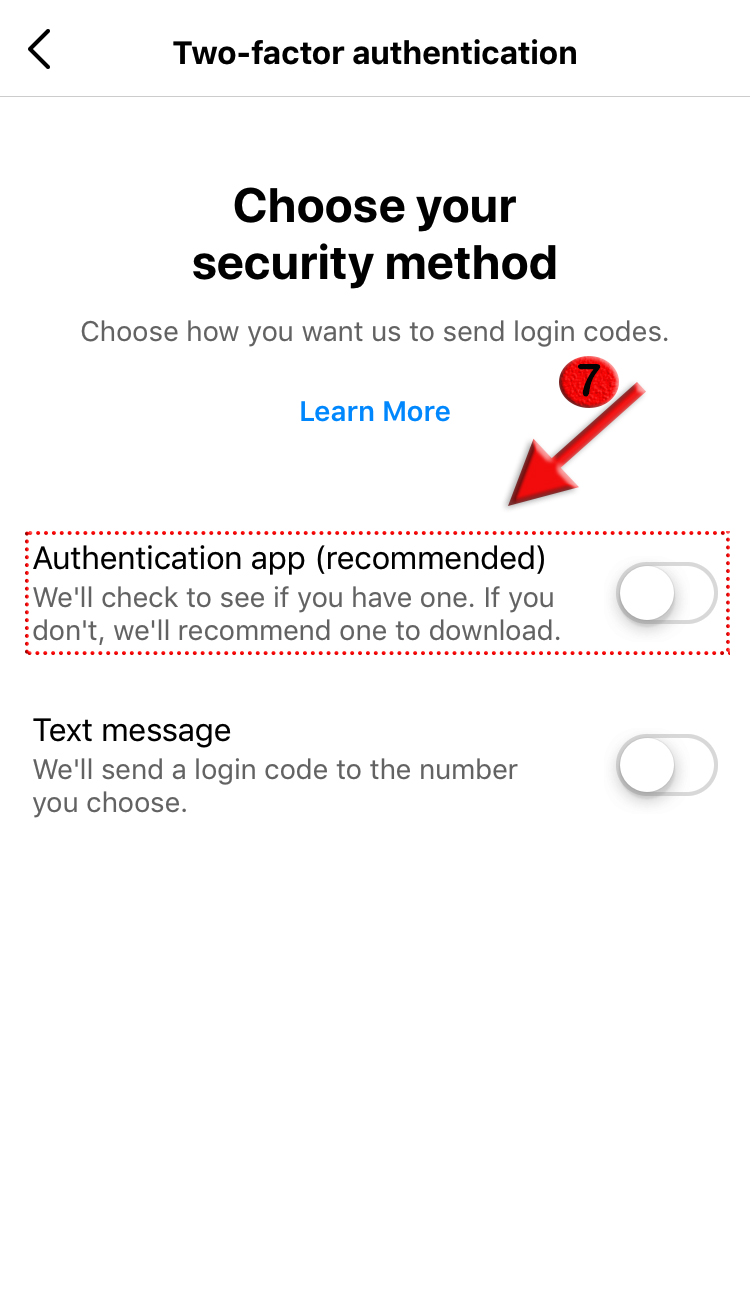 Two-factor authentication
Choose your
security method
Choose how you want us to send login codes.
7
Learn More
Authentication app (recommended)
We'll check to see if you have one. If you
don't, we'll recommend one to download.
Text message
We'll send a login code to the number
you choose.